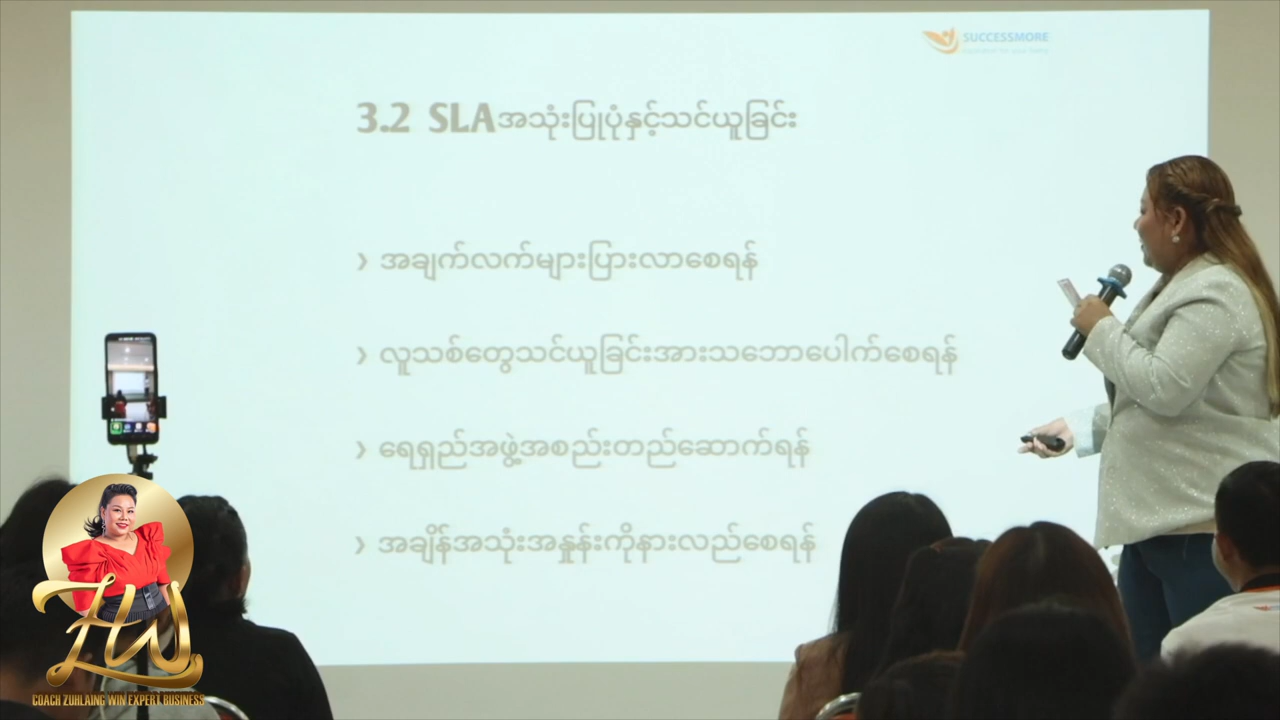 SUCCESSMORE
3.2 SLAအသုံးပြုပုံနှင့်သင်ယူခြင်း
› အချက်လက်များပြားလာစေရန်
› လူသစ်တွေသင်ယူခြင်းအားသဘောပေါက်စေရန်
› ရေရှည်အဖွဲ့အစည်းတည်ဆောက်ရန်
› အချိန်အသုံးအနှုန်းကိုနားလည်စေရန်
ZW
COACH ZUHLAING WIN EXPERT BUSINESS